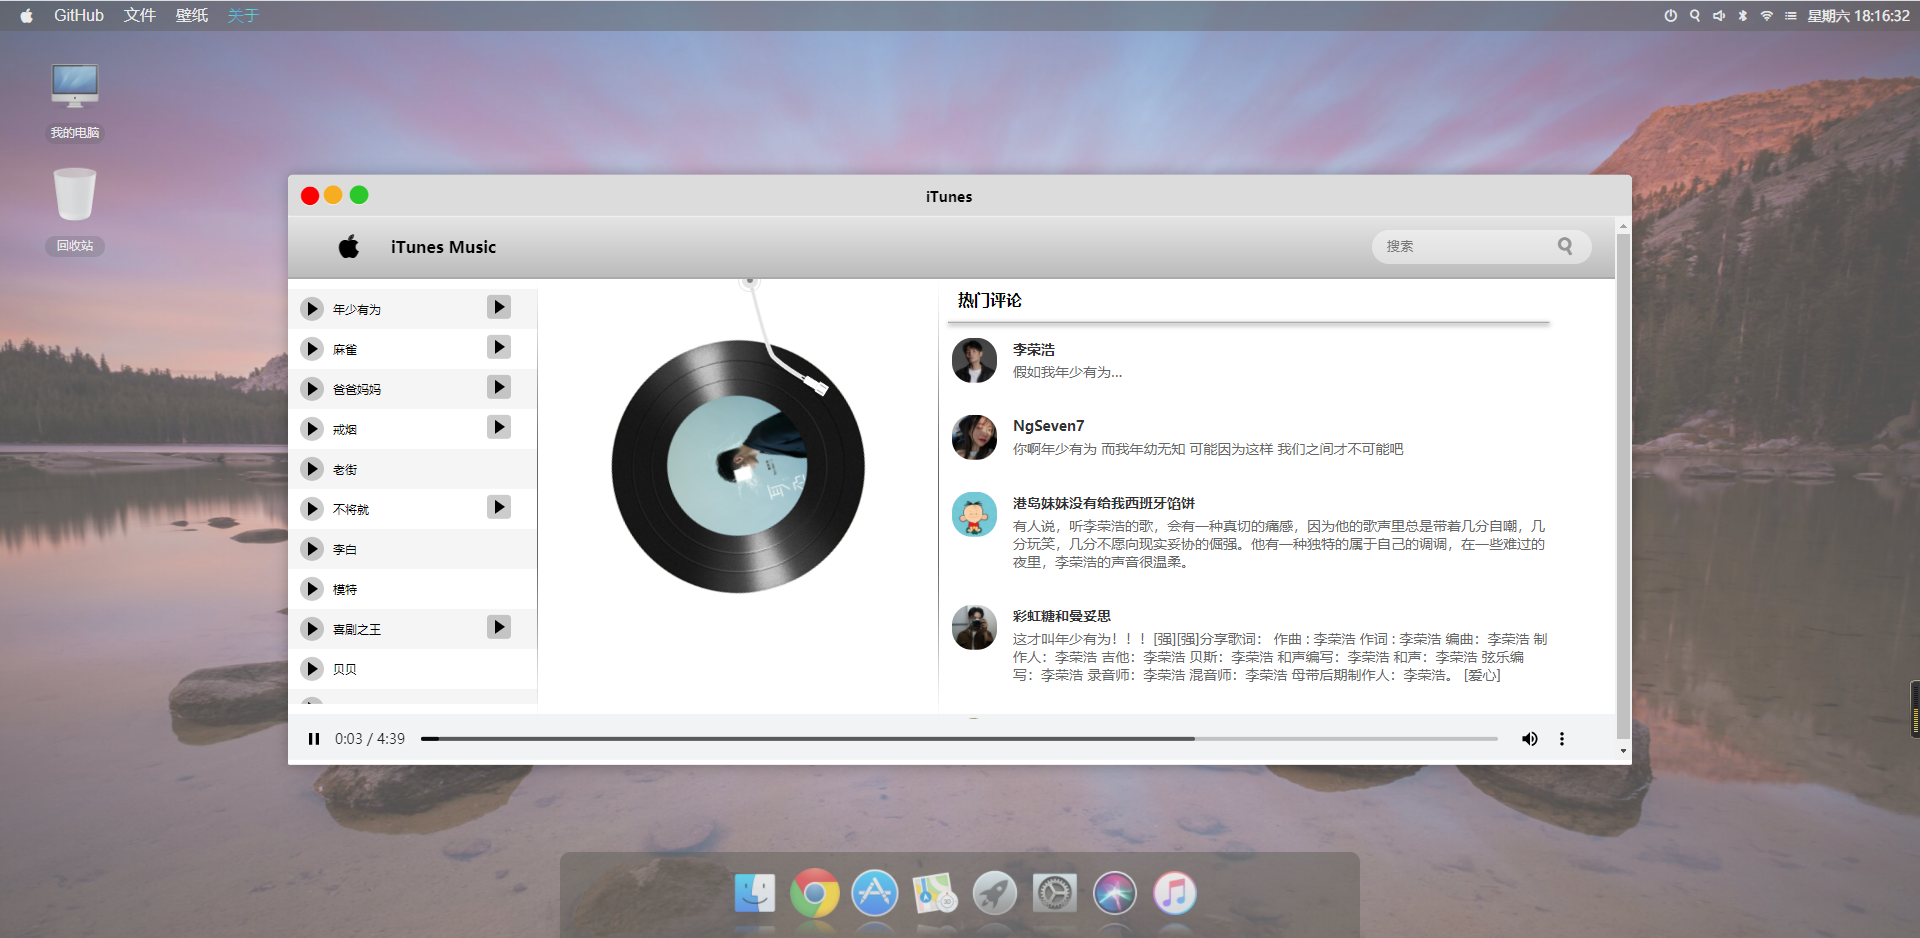 GitHub 文件 壁纸 关于
星期六 18:16:32
我的电脑
回收站
iTunes
iTunes Music
搜索
年少有为
麻雀
爸爸妈妈
戒烟
老街
不将就
李白
模特
喜剧之王
贝贝
热门评论
李荣浩
假如我年少有为...
NgSeven7
你啊年少有为 而我年幼无知 可能因为这样 我们之间才不可能吧
港岛妹妹没有给我西班牙馅饼
有人说，听李荣浩的歌，会有一种真切的痛感，因为他的歌声里总是带着几分自嘲，几
分玩笑，几分不愿向现实妥协的倔强。他有一种独特的属于自己的调调，在一些难过的
夜里，李荣浩的声音很温柔。
彩虹糖和曼妥思
这才叫年少有为！！！[强][强]分享歌词： 作曲 : 李荣浩 作词 : 李荣浩 编曲：李荣浩 制
作人：李荣浩 吉他：李荣浩 贝斯：李荣浩 和声编写：李荣浩 和声：李荣浩 弦乐编
写：李荣浩 录音师：李荣浩 混音师：李荣浩 母带后期制作人：李荣浩。 [爱心]
0:03 / 4:39